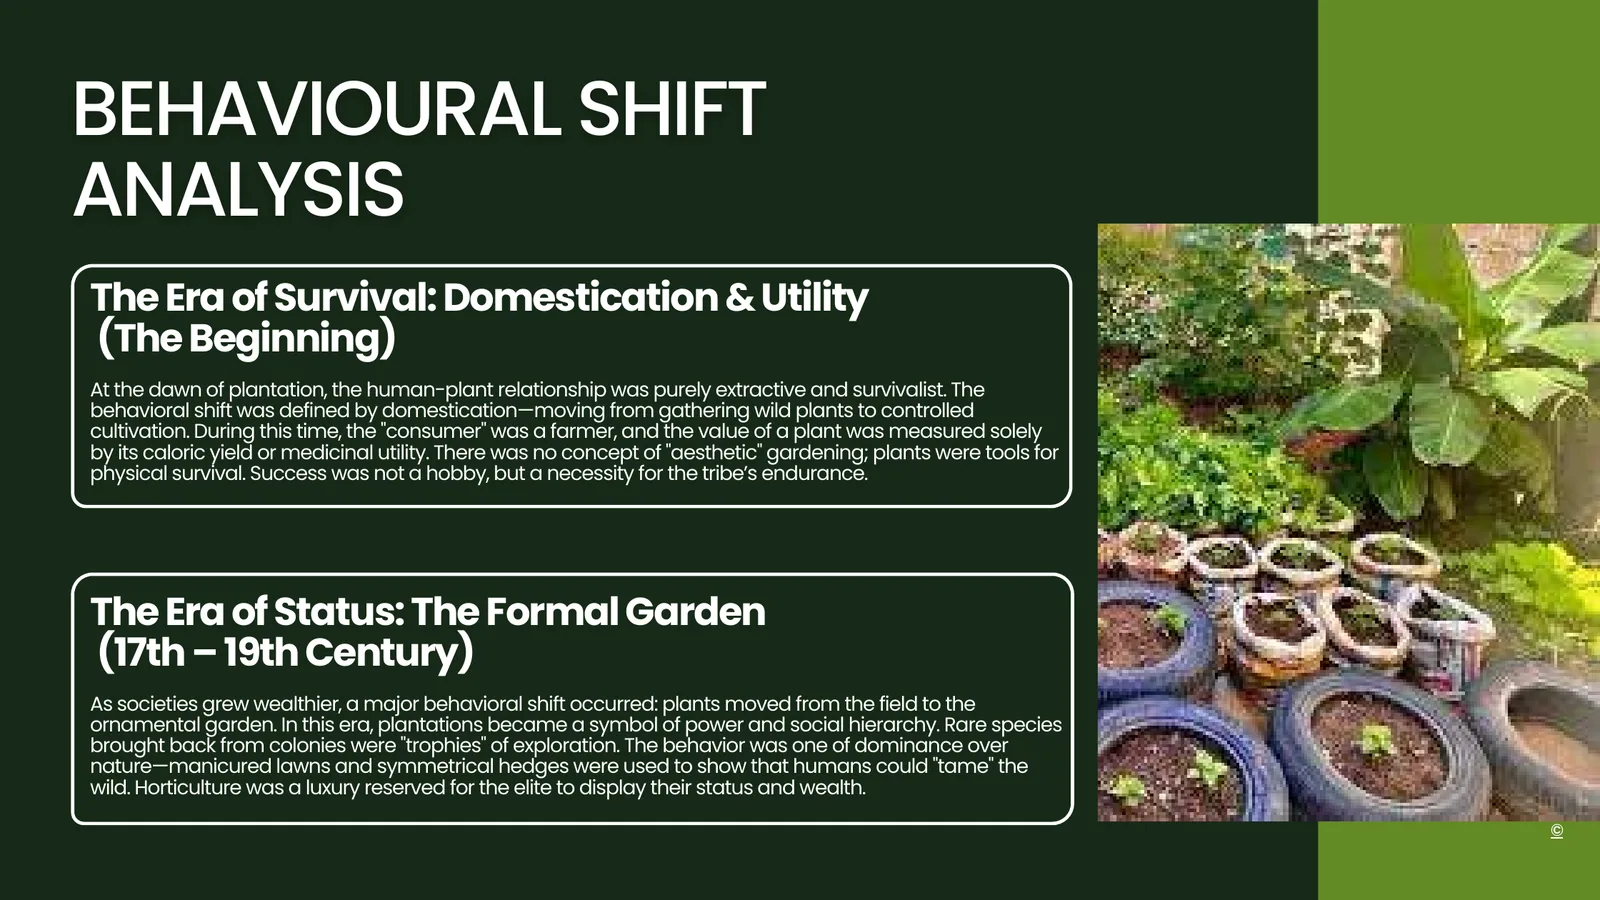 BEHAVIOURAL SHIFT
ANALYSIS
The Era of Survival: Domestication & Utility
(The Beginning)
At the dawn of plantation, the human-plant relationship was purely extractive and survivalist. The
behavioral shift was defined by domestication—moving from gathering wild plants to controlled
cultivation. During this time, the "consumer" was a farmer, and the value of a plant was measured solely
by its caloric yield or medicinal utility. There was no concept of "aesthetic" gardening; plants were tools for
physical survival. Success was not a hobby, but a necessity for the tribe’s endurance.
The Era of Status: The Formal Garden
(17th – 19th Century)
As societies grew wealthier, a major behavioral shift occurred: plants moved from the field to the
ornamental garden. In this era, plantations became a symbol of power and social hierarchy. Rare species
brought back from colonies were "trophies" of exploration. The behavior was one of dominance over
nature—manicured lawns and symmetrical hedges were used to show that humans could "tame" the
wild. Horticulture was a luxury reserved for the elite to display their status and wealth.
©